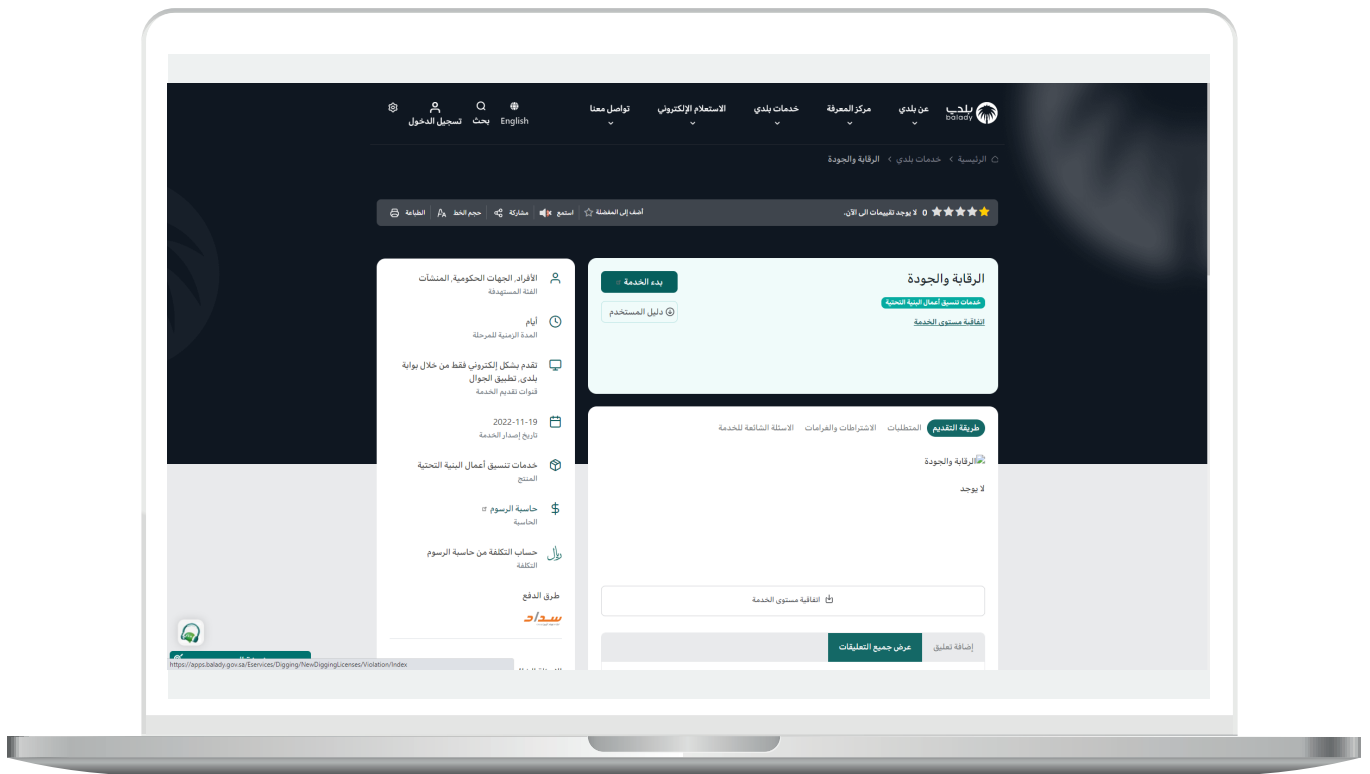 بلدي
balady
عن بلدي
مركز المعرفة
خدمات بلدي
الاستعلام الإلكتروني
تواصل معنا
English
بحث
تسجيل الدخول
الرئيسية
خدمات بلدي
الرقابة والجودة
0 لا يوجد تقييمات الى الآن.
أضف إلى المفضلة
استمع
مشاركة
حجم الخط
الطباعة
الرقابة والجودة
خدمات تنسيق أعمال البنية التحتية
اتفاقية مستوى الخدمة
بدء الخدمة
دليل المستخدم
طريقة التقديم
المتطلبات
الاشتراطات والغرامات
الاسئلة الشائعة للخدمة
الرقابة والجودة
لا يوجد
اتفاقية مستوى الخدمة
إضافة تعليق
عرض جميع التعليقات
الأفراد, الجهات الحكومية, المنشآت
الفئة المستهدفة
أيام
المدة الزمنية للمرحلة
تقدم بشكل إلكتروني فقط من خلال بوابة
بلدي, تطبيق الجوال
قنوات تقديم الخدمة
2022-11-19
تاريخ إصدار الخدمة
خدمات تنسيق أعمال البنية التحتية
المنتج
حاسبة الرسوم
الحاسبة
ريال
حساب التكلفة من حاسبة الرسوم
التكلفة
طرق الدفع
سداد
https://apps.balady.gov.sa/Eservices/Digging/NewDiggingLicenses/Violation/Index